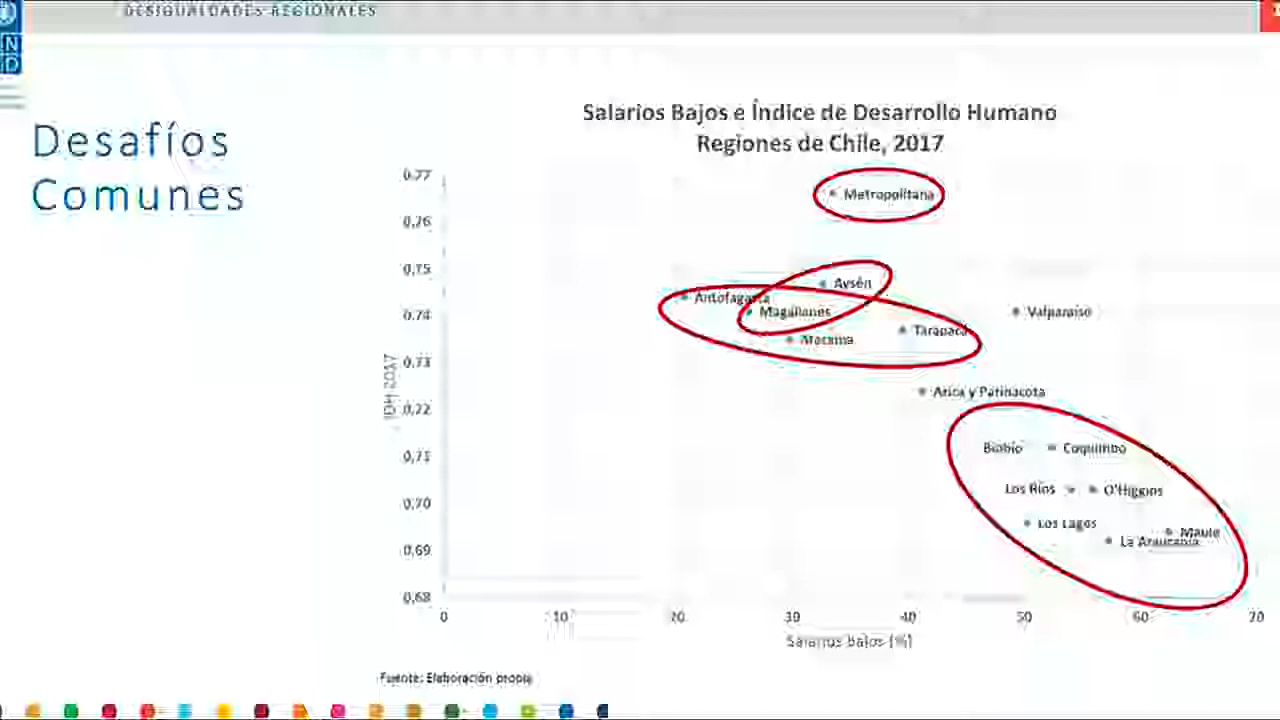 DESIGUALDADES REGIONALES
N
D
Desafíos
Comunes
Salarios Bajos e Índice de Desarrollo Humano
Regiones de Chile, 2017
0,77
Metropolitana
0,76
0,75
Aysén
Antofagasta
0,74
Magallanes
Valparaíso
Tarapacá
Atacama
0,73
IDH 2017
Arica y Parinacota
0,72
Biobío
Coquimbo
0,71
Los Ríos
O'Higgins
0,70
Los Lagos
Maule
La Araucanía
0,69
0,68
0 10 20 30 40 50 60 70
Salarios Bajos (%)
Fuente: Elaboración propia